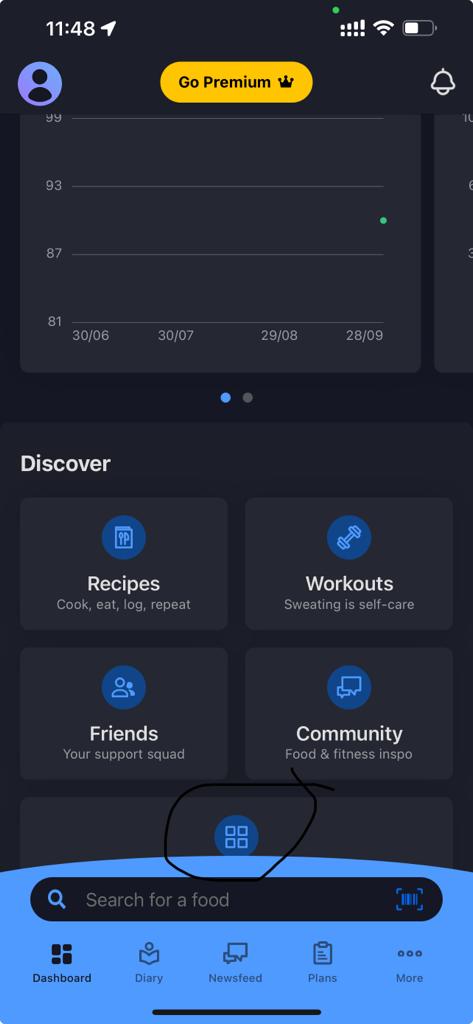 11:48
Go Premium
99
93
87
81
30/06 30/07 29/08 28/09
Discover
Recipes
Cook, eat, log, repeat
Workouts
Sweating is self-care
Friends
Your support squad
Community
Food & fitness inspo
Search for a food
Dashboard Diary Newsfeed Plans More